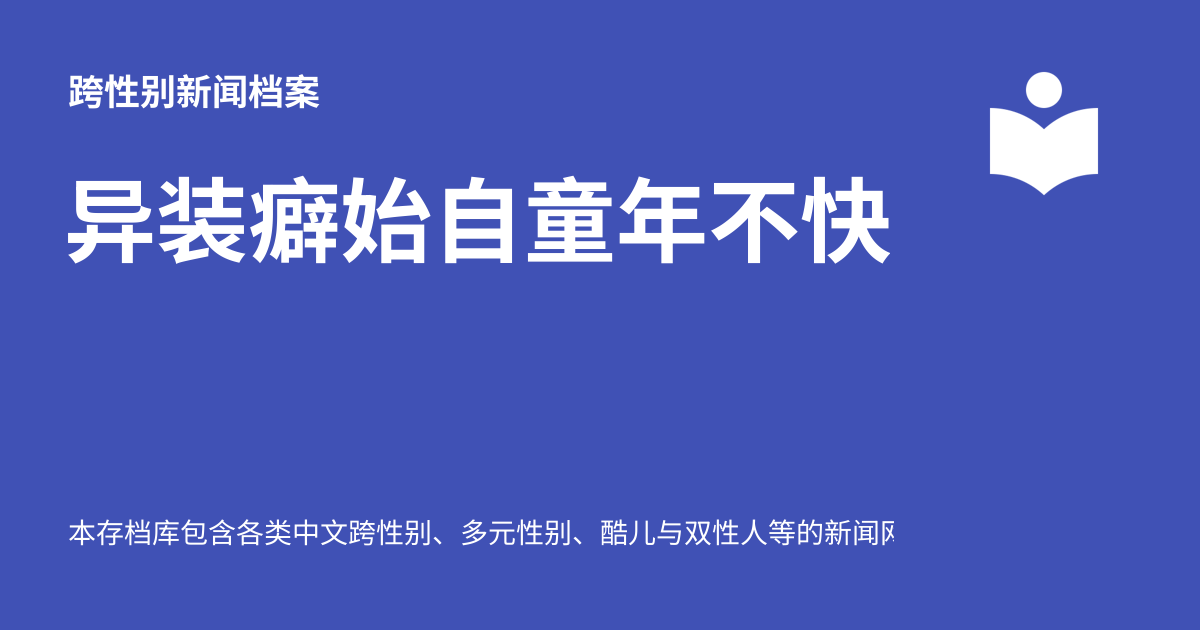 跨性别新闻档案
异装癖始自童年不快
本存档库包含各类中文跨性别、多元性别、酷儿与双性人等的新闻